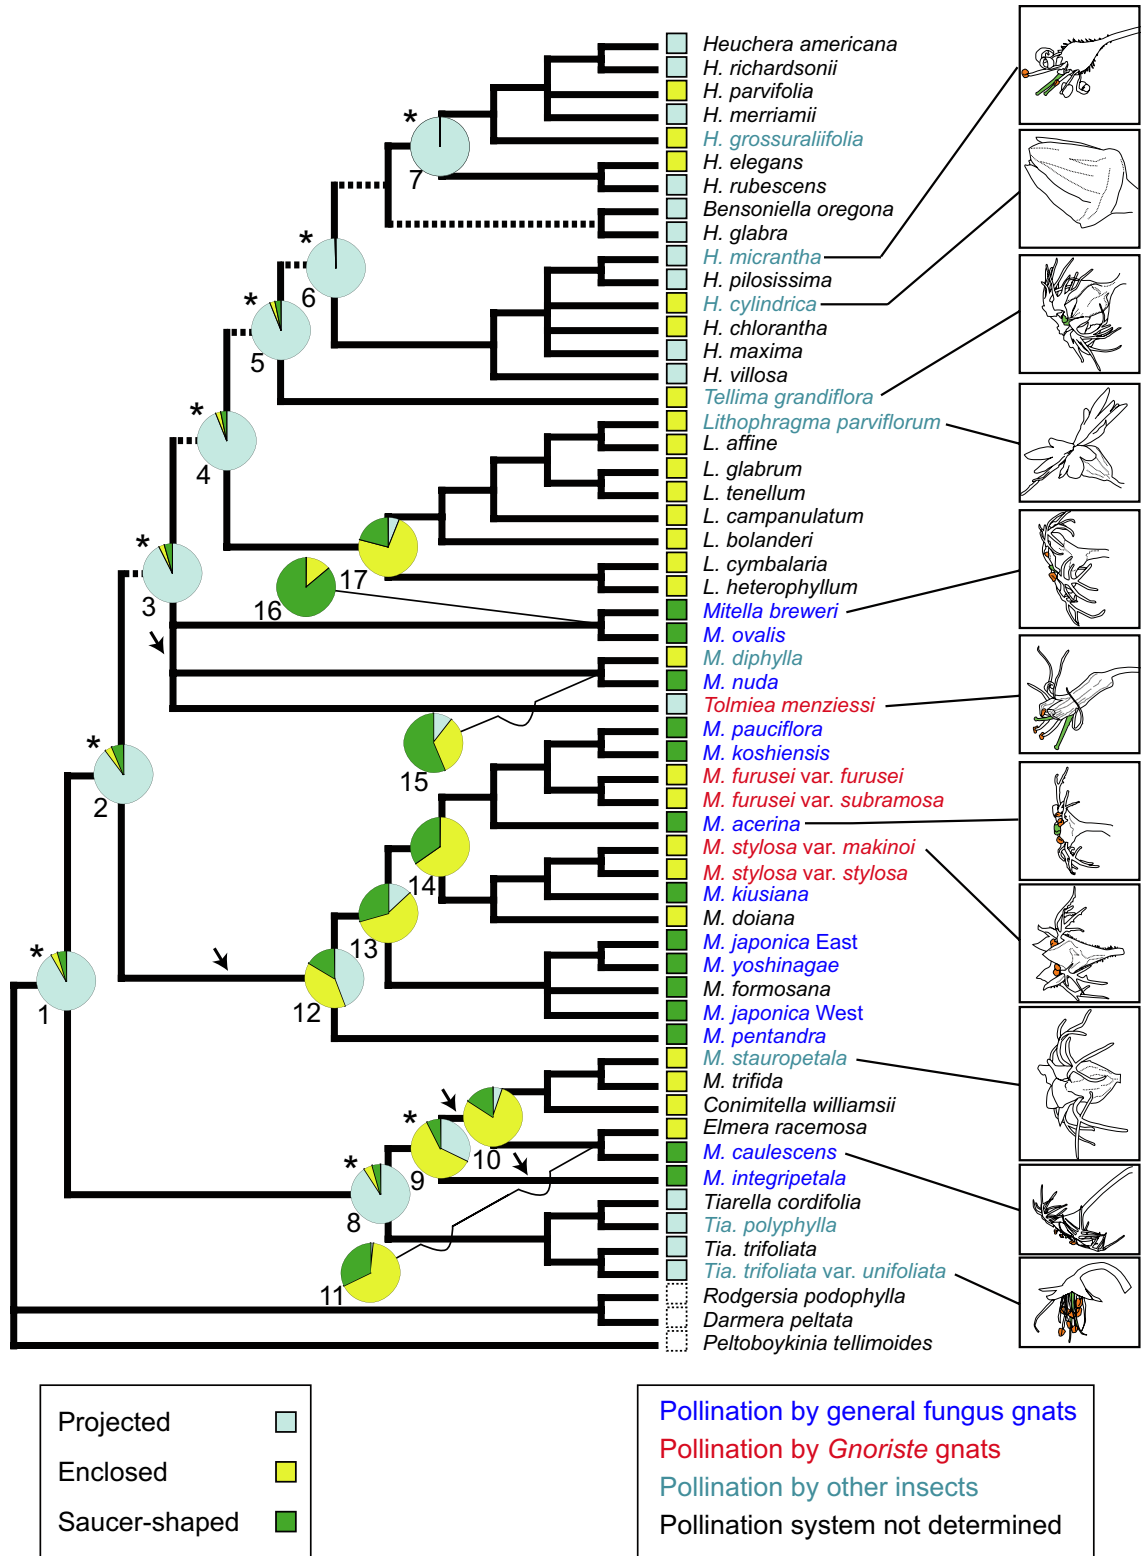 Heuchera americana
H. richardsonii
H. parvifolia
H. merriamii
H. grossuraliifolia
H. elegans
H. rubescens
Bensoniella oregona
H. glabra
H. micrantha
H. pilosissima
H. cylindrica
H. chlorantha
H. maxima
H. villosa
Tellima grandiflora
Lithophragma parviflorum
L. affine
L. glabrum
L. tenellum
L. campanulatum
L. bolanderi
L. cymbalaria
L. heterophyllum
Mitella breweri
M. ovalis
M. diphylla
M. nuda
Tolmiea menziessi
M. pauciflora
M. koshiensis
M. furusei var. furusei
M. furusei var. subramosa
M. acerina
M. stylosa var. makinoi
M. stylosa var. stylosa
M. kiusiana
M. doiana
M. japonica East
M. yoshinagae
M. formosana
M. japonica West
M. pentandra
M. stauropetala
M. trifida
Conimitella williamsii
Elmera racemosa
M. caulescens
M. integripetala
Tiarella cordifolia
Tia. polyphylla
Tia. trifoliata
Tia. trifoliata var. unifoliata
Rodgersia podophylla
Darmera peltata
Peltoboykinia tellimoides
* 7
* 6
* 5
* 4
* 3
17
16
15
* 2
14
13
12
* 1
10
* 9
* 8
11
Projected
Enclosed
Saucer-shaped
Pollination by general fungus gnats
Pollination by Gnoriste gnats
Pollination by other insects
Pollination system not determined